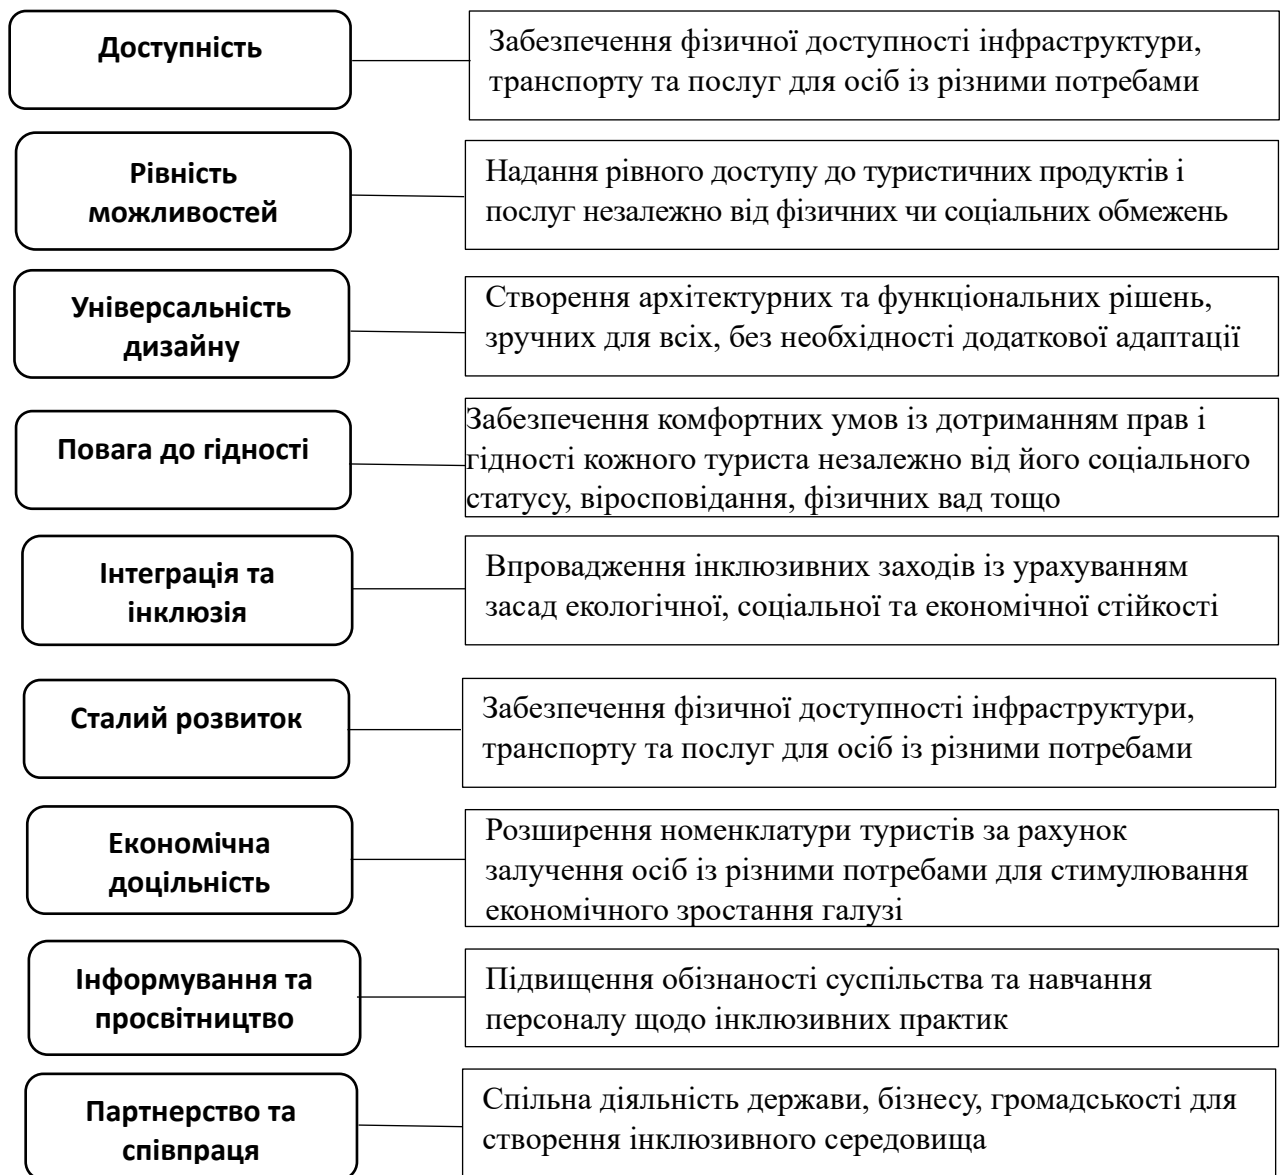 Доступність
Забезпечення фізичної доступності інфраструктури,
транспорту та послуг для осіб із різними потребами
Рівність
можливостей
Надання рівного доступу до туристичних продуктів і
послуг незалежно від фізичних чи соціальних обмежень
Універсальність
дизайну
Створення архітектурних та функціональних рішень,
зручних для всіх, без необхідності додаткової адаптації
Повага до гідності
Забезпечення комфортних умов із дотриманням прав і
гідності кожного туриста незалежно від його соціального
статусу, віросповідання, фізичних вад тощо
Інтеграція та
інклюзія
Впровадження інклюзивних заходів із урахуванням
засад екологічної, соціальної та економічної стійкості
Сталий розвиток
Забезпечення фізичної доступності інфраструктури,
транспорту та послуг для осіб із різними потребами
Економічна
доцільність
Розширення номенклатури туристів за рахунок
залучення осіб із різними потребами для стимулювання
економічного зростання галузі
Інформування та
просвітництво
Підвищення обізнаності суспільства та навчання
персоналу щодо інклюзивних практик
Партнерство та
співпраця
Спільна діяльність держави, бізнесу, громадськості для
створення інклюзивного середовища